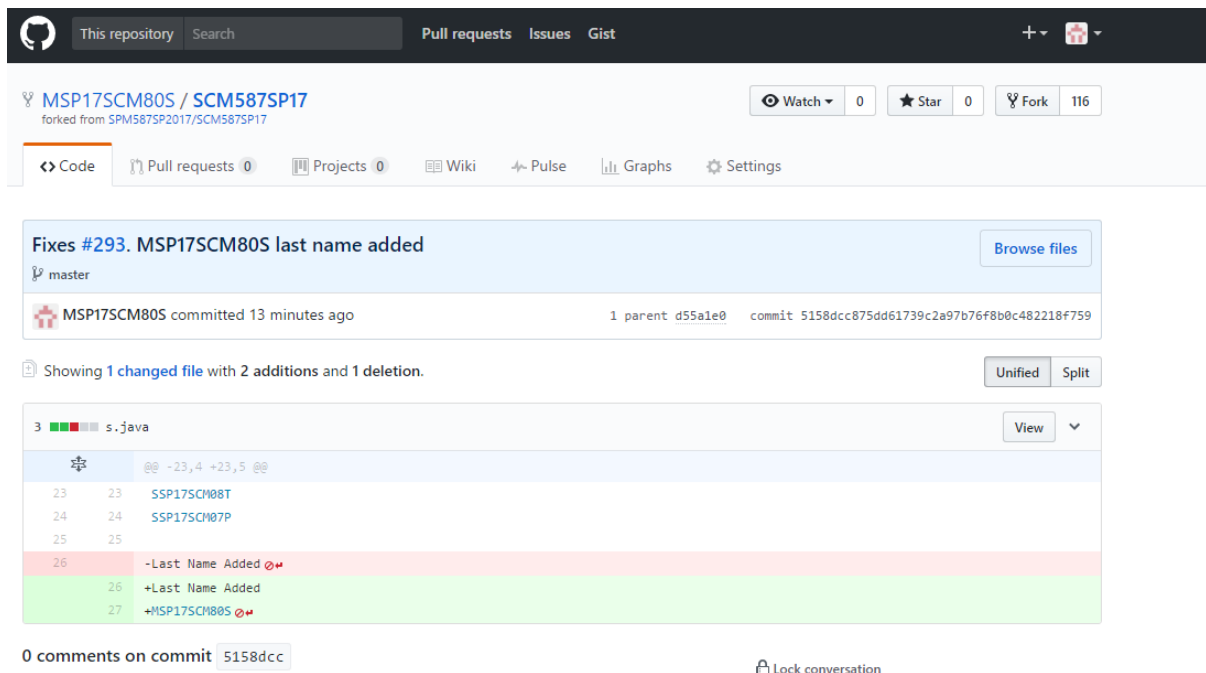 This repository Search Pull requests Issues Gist
MSP17SCM80S / SCM587SP17
Watch 0 Star 0 Fork 116
forked from SPM587SP2017/SCM587SP17
Code Pull requests 0 Projects 0 Wiki Pulse Graphs Settings
Fixes #293. MSP17SCM80S last name added
Browse files
master
MSP17SCM80S committed 13 minutes ago 1 parent d55a1e0 commit 5158dcc875dd61739c2a97b76f8b0c482218f759
Showing 1 changed file with 2 additions and 1 deletion. Unified Split
3 s.java View
@@ -23,4 +23,5 @@
23 23 SSP17SCM08T
24 24 SSP17SCM07P
25 25
26 -Last Name Added
26 +Last Name Added
27 +MSP17SCM80S
0 comments on commit 5158dcc
Lock conversation